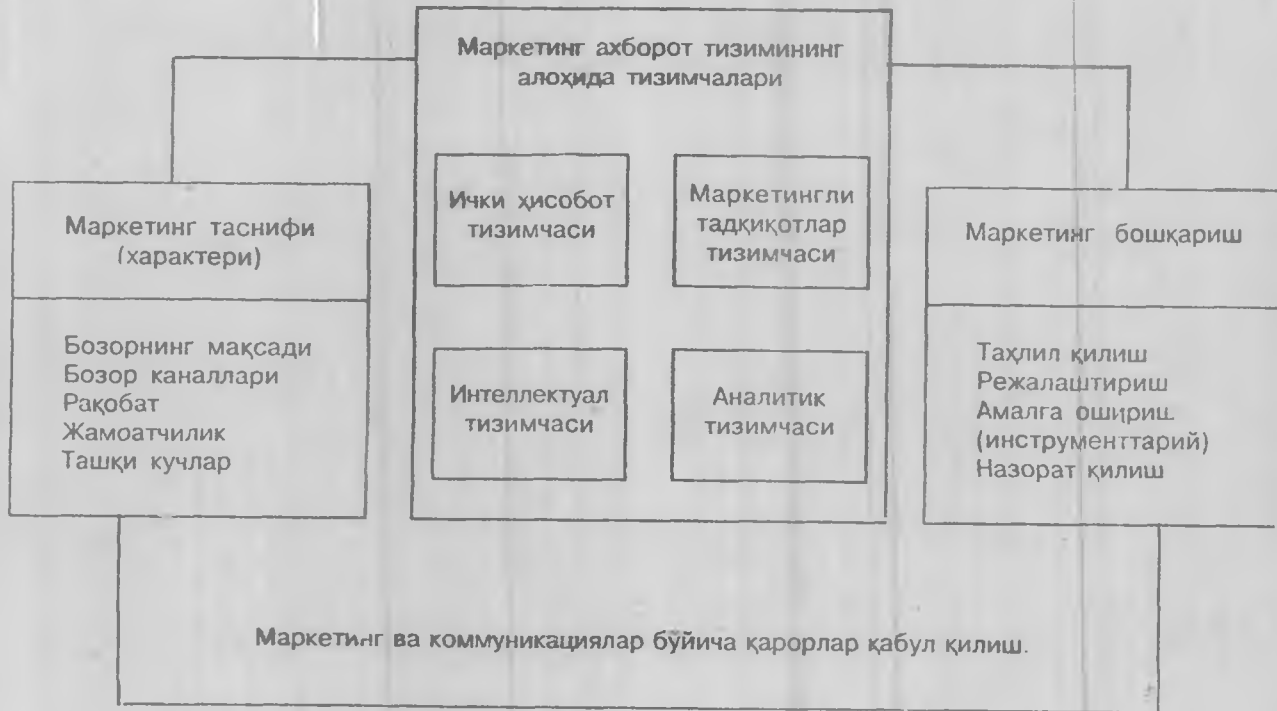 Маркетинг ахборот тизимининг
алоҳида тизимчалари
Ички ҳисобот
тизимчаси
Маркетингли
тадқиқотлар
тизимчаси
Интеллектуал
тизимчаси
Аналитик
тизимчаси
Маркетинг таснифи
(характери)
Бозорнинг мақсади
Бозор каналлари
Рақобат
Жамоатчилик
Ташқи кучлар
Маркетинг бошқариш
Таҳлил қилиш
Режалаштириш
Амалга ошириш
(инструменттарий)
Назорат қилиш
Маркетинг ва коммуникациялар бўйича қарорлар қабул қилиш.